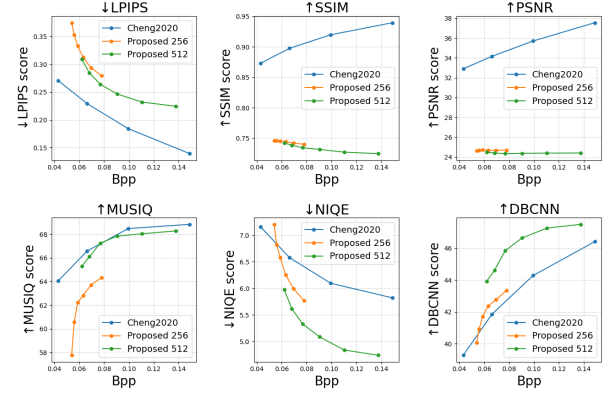 ↓LPIPS
↓LPIPS score
0.35
0.30
0.25
0.20
0.15
Cheng2020
Proposed 256
Proposed 512
0.04 0.06 0.08 0.10 0.12 0.14
Bpp
↑SSIM
↑SSIM score
0.95
0.90
0.85
0.80
0.75
Cheng2020
Proposed 256
Proposed 512
0.04 0.06 0.08 0.10 0.12 0.14
Bpp
↑PSNR
↑PSNR score
38
36
34
32
30
28
26
24
Cheng2020
Proposed 256
Proposed 512
0.04 0.06 0.08 0.10 0.12 0.14
Bpp
↑MUSIQ
↑MUSIQ score
68
66
64
62
60
58
Cheng2020
Proposed 256
Proposed 512
0.04 0.06 0.08 0.10 0.12 0.14
Bpp
↓NIQE
↓NIQE score
7.0
6.5
6.0
5.5
5.0
Cheng2020
Proposed 256
Proposed 512
0.04 0.06 0.08 0.10 0.12 0.14
Bpp
↑DBCNN
↑DBCNN score
46
44
42
40
Cheng2020
Proposed 256
Proposed 512
0.04 0.06 0.08 0.10 0.12 0.14
Bpp